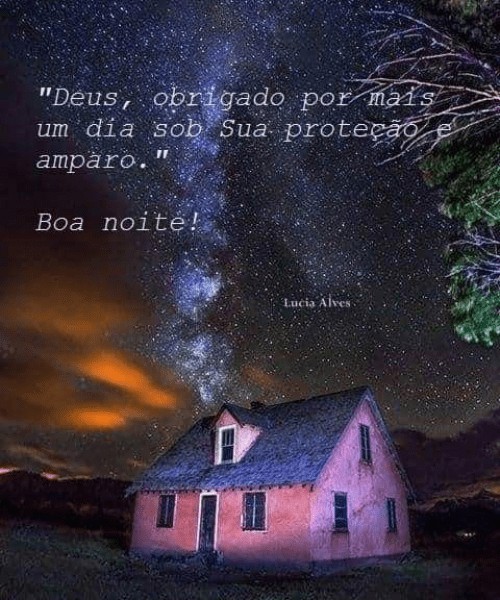 "Deus, obrigado por mais
um dia sob Sua proteção e
amparo."
Boa noite!
Lucia Alves